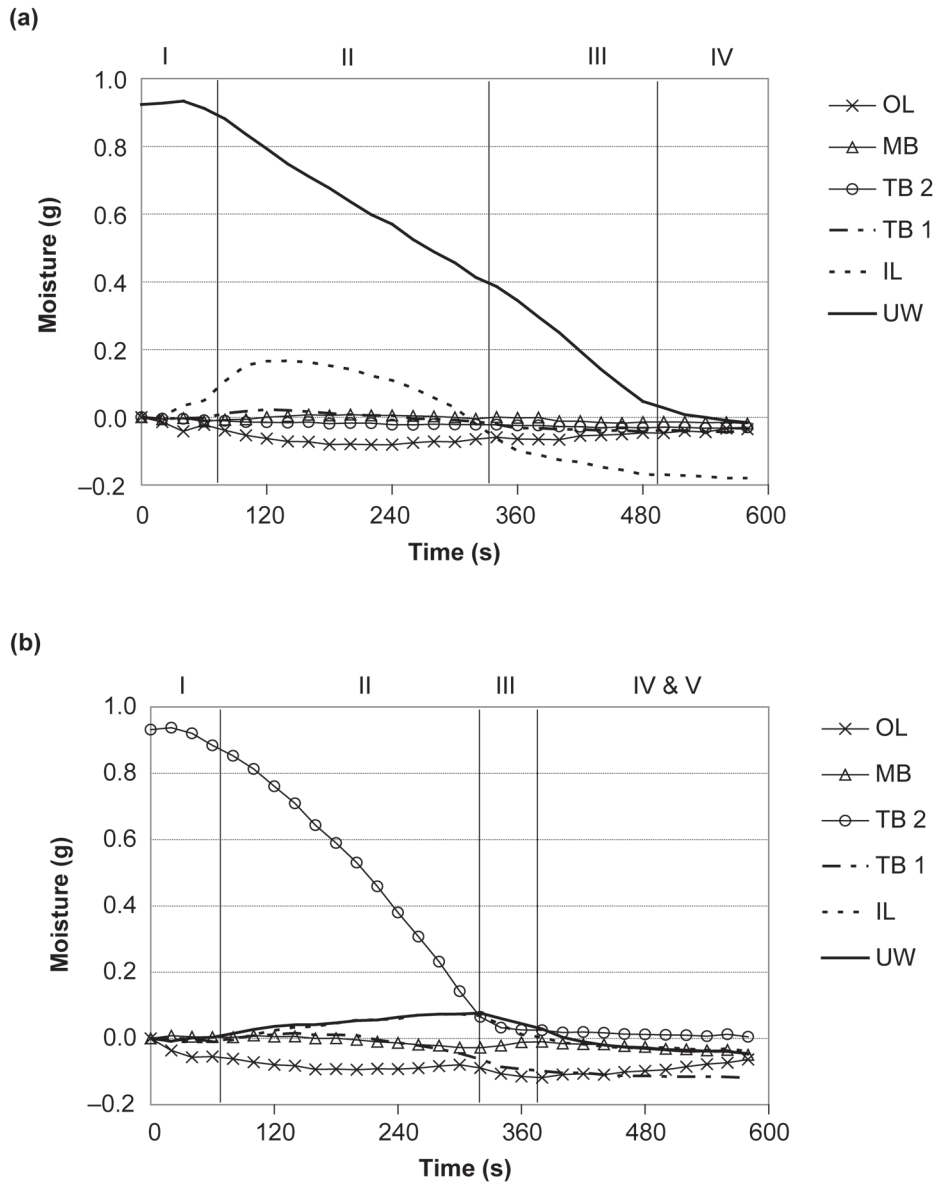 (a)
I II III IV
1.0
0.8
0.6
0.4
0.2
0.0
–0.2
Moisture (g)
0 120 240 360 480 600
Time (s)
OL
MB
TB 2
TB 1
IL
UW
(b)
I II III IV & V
1.0
0.8
0.6
0.4
0.2
0.0
–0.2
Moisture (g)
0 120 240 360 480 600
Time (s)
OL
MB
TB 2
TB 1
IL
UW